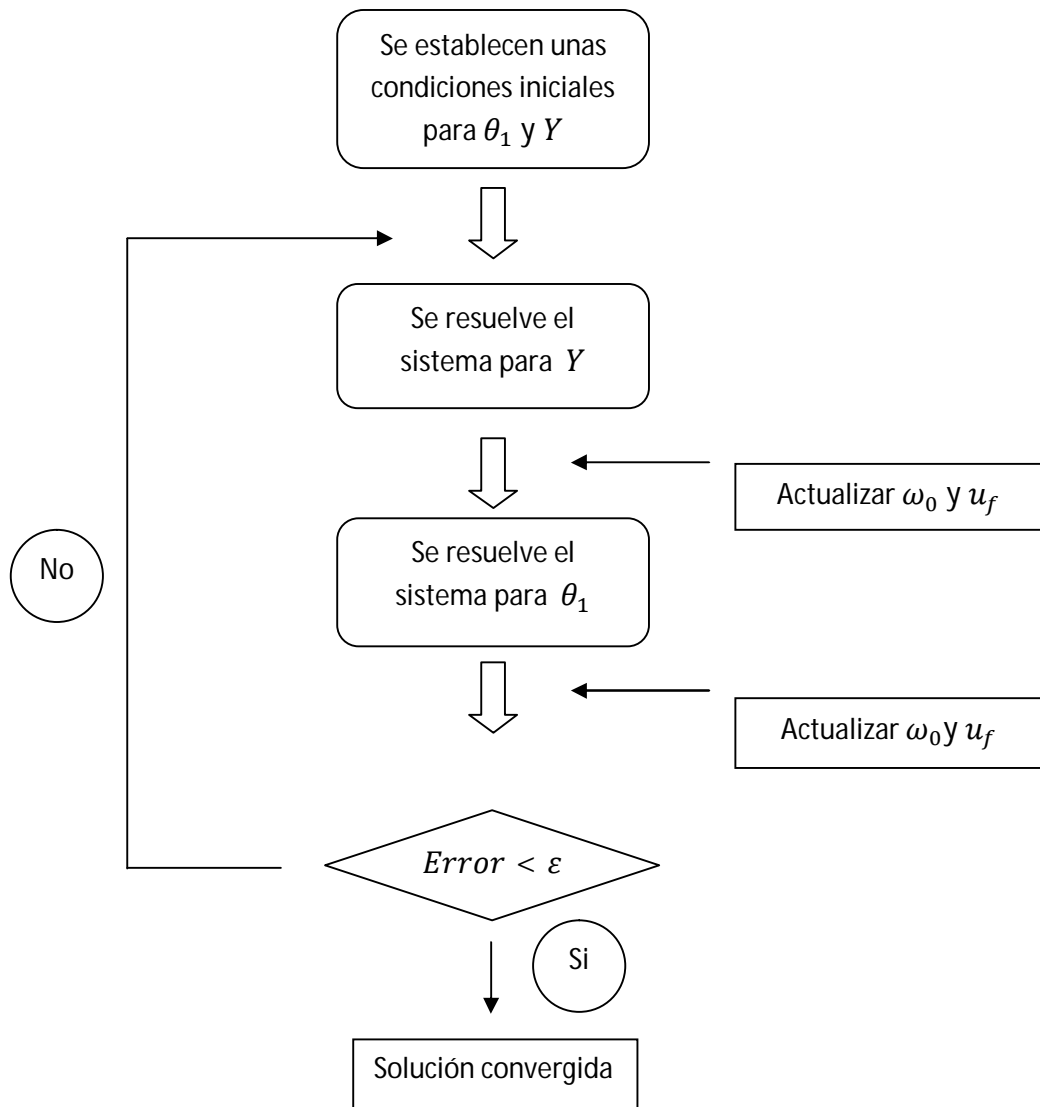 Se establecen unas
condiciones iniciales
para θ₁ y Y
Se resuelve el
sistema para Y
Actualizar ω₀ y u_f
Se resuelve el
sistema para θ₁
No
Actualizar ω₀y u_f
Error < ε
Si
Solución convergida